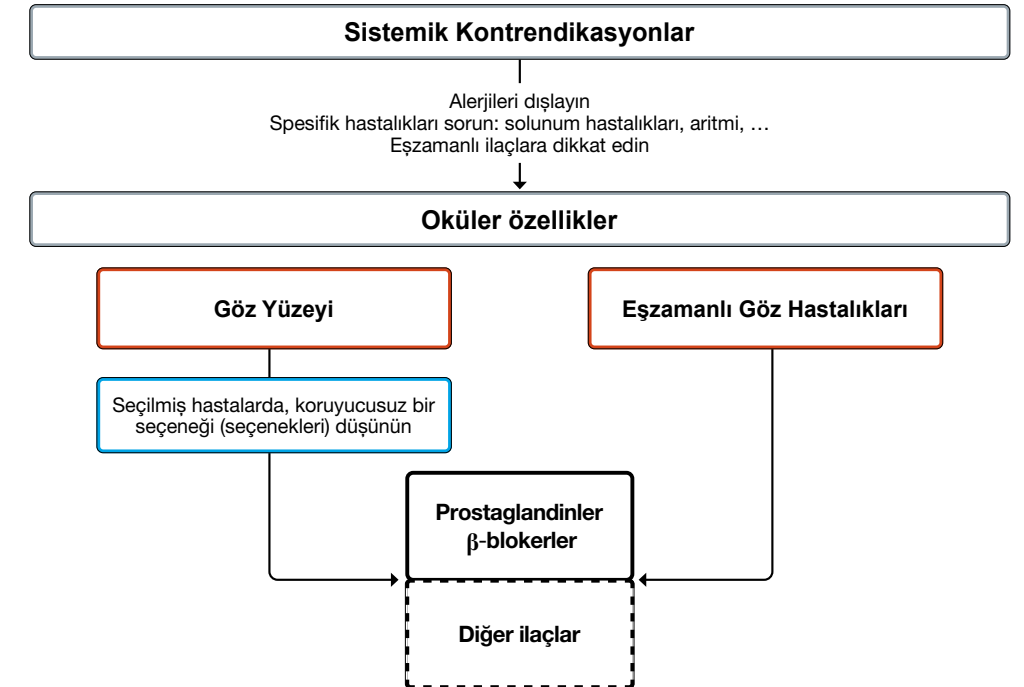 Sistemik Kontrendikasyonlar
Alerjileri dışlayın
Spesifik hastalıkları sorun: solunum hastalıkları, aritmi, …
Eşzamanlı ilaçlara dikkat edin
Oküler özellikler
Göz Yüzeyi
Eşzamanlı Göz Hastalıkları
Seçilmiş hastalarda, koruyucusuz bir
seçeneği (seçenekleri) düşünün
Prostaglandinler
β-blokerler
Diğer ilaçlar